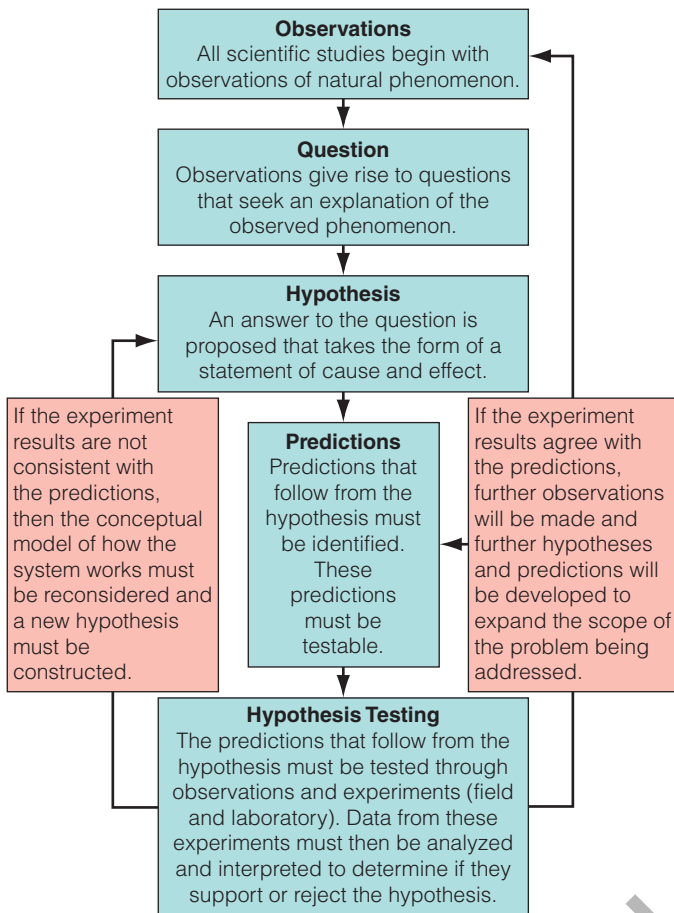 Observations
All scientific studies begin with
observations of natural phenomenon.
Question
Observations give rise to questions
that seek an explanation of the
observed phenomenon.
Hypothesis
An answer to the question is
proposed that takes the form of a
statement of cause and effect.
If the experiment
results are not
consistent with
the predictions,
then the conceptual
model of how the
system works must
be reconsidered and
a new hypothesis
must be
constructed.
Predictions
Predictions that
follow from the
hypothesis must
be identified.
These
predictions
must be
testable.
If the experiment
results agree with
the predictions,
further observations
will be made and
further hypotheses
and predictions will
be developed to
expand the scope of
the problem being
addressed.
Hypothesis Testing
The predictions that follow from the
hypothesis must be tested through
observations and experiments (field
and laboratory). Data from these
experiments must then be analyzed
and interpreted to determine if they
support or reject the hypothesis.